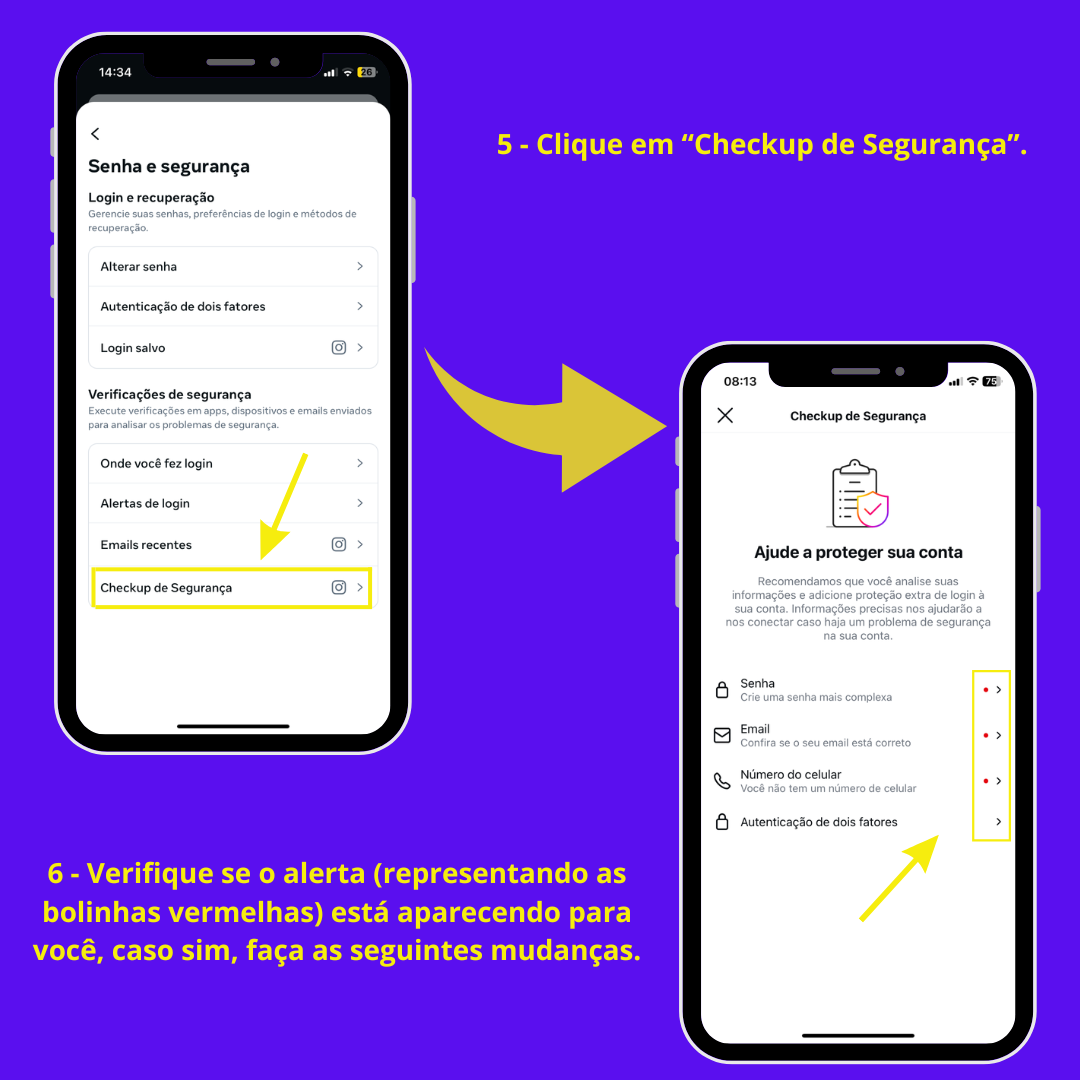 14:34
26
Senha e segurança
Login e recuperação
Gerencie suas senhas, preferências de login e métodos de
recuperação.
Alterar senha
Autenticação de dois fatores
Login salvo
Verificações de segurança
Execute verificações em apps, dispositivos e emails enviados
para analisar os problemas de segurança.
Onde você fez login
Alertas de login
Emails recentes
Checkup de Segurança
5 - Clique em “Checkup de Segurança”.
08:13
75
Checkup de Segurança
Ajude a proteger sua conta
Recomendamos que você analise suas
informações e adicione proteção extra de login à
sua conta. Informações precisas nos ajudarão a
nos conectar caso haja um problema de segurança
na sua conta.
Senha
Crie uma senha mais complexa
Email
Confira se o seu email está correto
Número do celular
Você não tem um número de celular
Autenticação de dois fatores
6 - Verifique se o alerta (representando as
bolinhas vermelhas) está aparecendo para
você, caso sim, faça as seguintes mudanças.